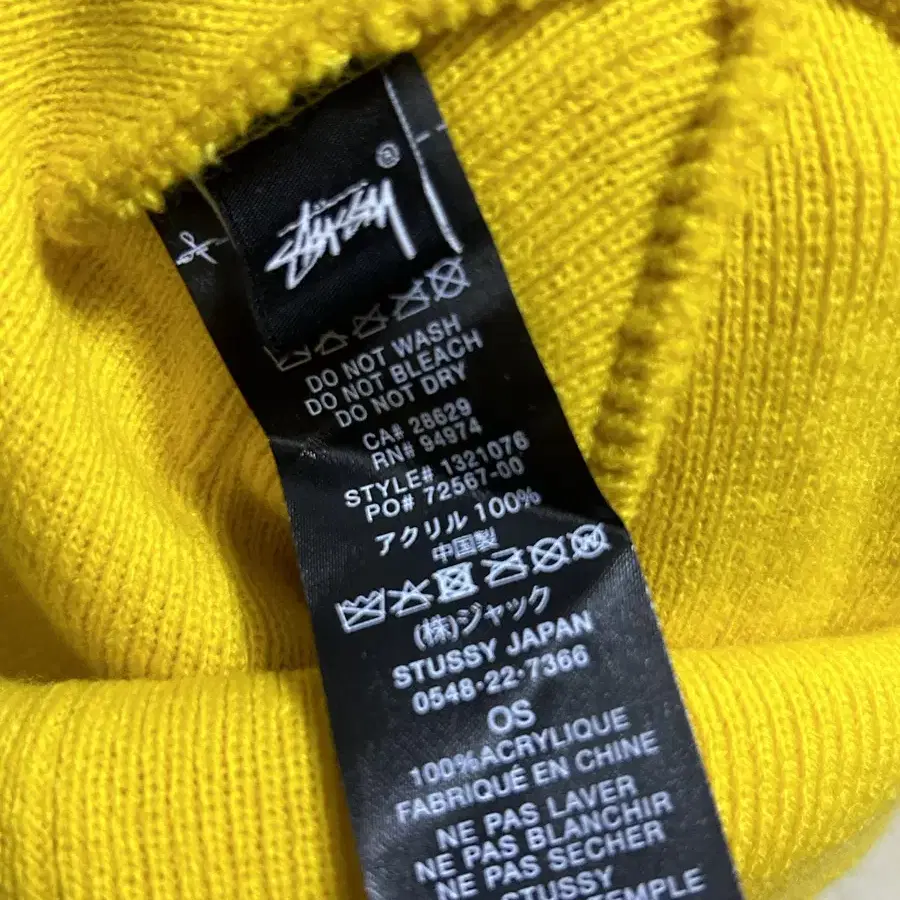 STÜSSY
®
DO NOT WASH
DO NOT BLEACH
DO NOT DRY
CA# 28629
RN# 94974
STYLE# 1321076
PO# 72567-00
アクリル 100%
中国製
(株)ジャック
STUSSY JAPAN
0548-22-7366
OS
100% ACRYLIQUE
FABRIQUÉ EN CHINE
NE PAS LAVER
NE PAS BLANCHIR
NE PAS SECHER
STUSSY
TEMPLE